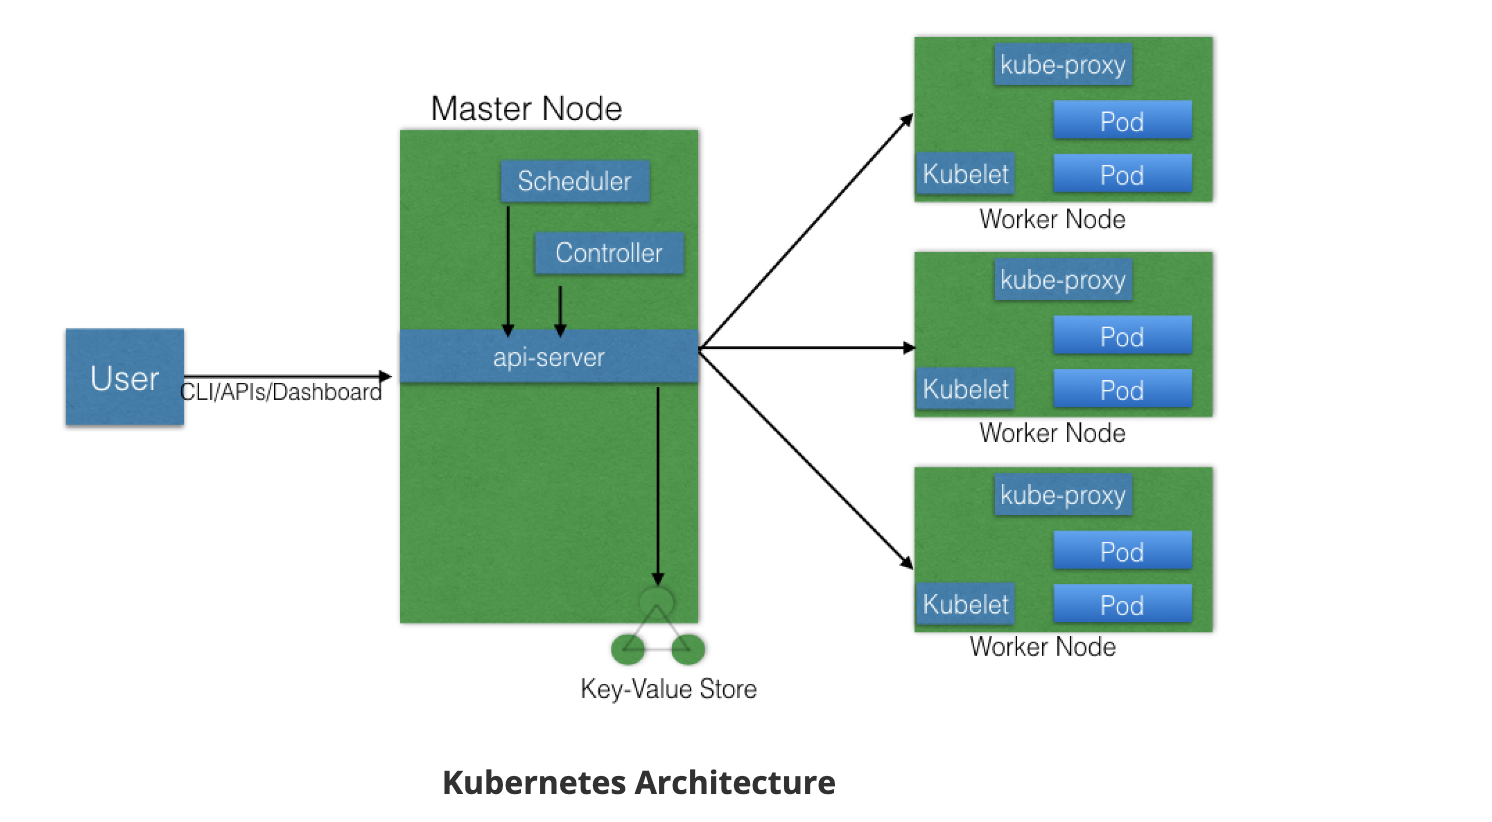 Master Node
Scheduler
Controller
api-server
User
CLI/APIs/Dashboard
Key-Value Store
kube-proxy
Pod
Kubelet
Pod
Worker Node
kube-proxy
Pod
Kubelet
Pod
Worker Node
kube-proxy
Pod
Kubelet
Pod
Worker Node
Kubernetes Architecture